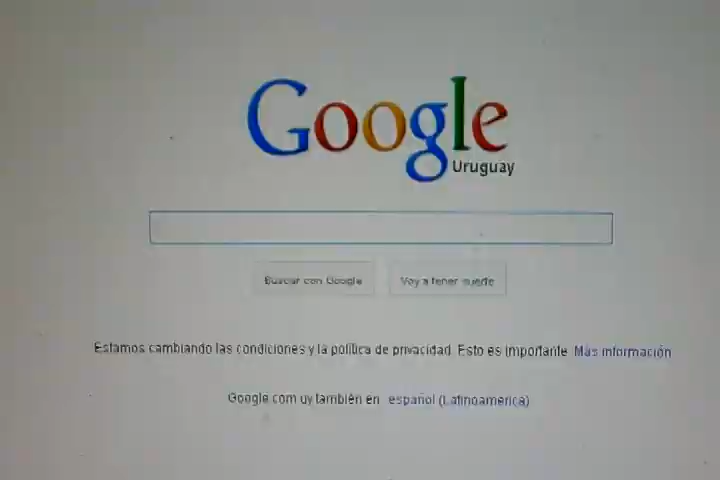 Google
Uruguay
Buscar con Google
Voy a tener suerte
Estamos cambiando las condiciones y la política de privacidad. Esto es importante. Más información
Google.com.uy también en: español (Latinoamérica)